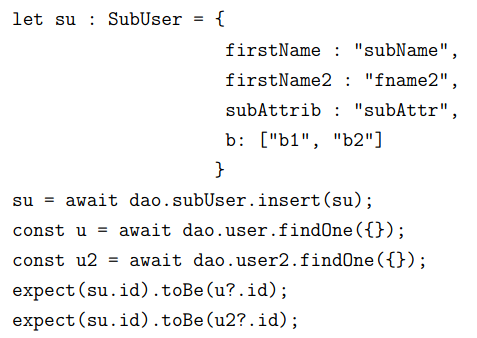 let su : SubUser = {
firstName : "subName",
firstName2 : "fname2",
subAttrib : "subAttr",
b: ["b1", "b2"]
}
su = await dao.subUser.insert(su);
const u = await dao.user.findOne({});
const u2 = await dao.user2.findOne({});
expect(su.id).toBe(u?.id);
expect(su.id).toBe(u2?.id);